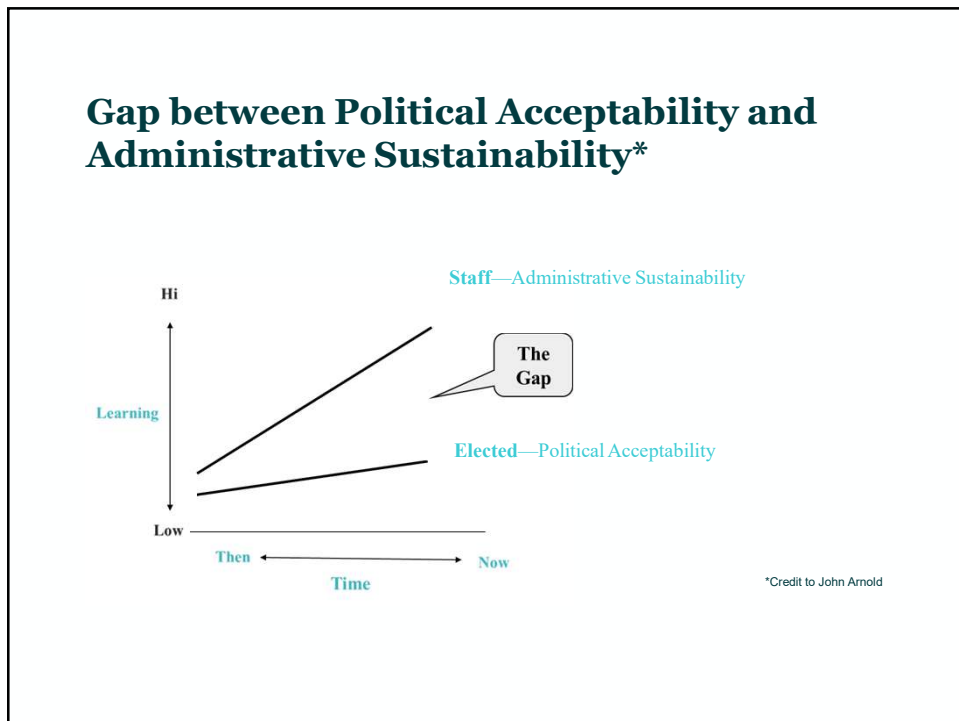 Gap between Political Acceptability and
Administrative Sustainability*
Staff—Administrative Sustainability
Hi
The
Gap
Learning
Elected—Political Acceptability
Low
Then
Now
Time
*Credit to John Arnold